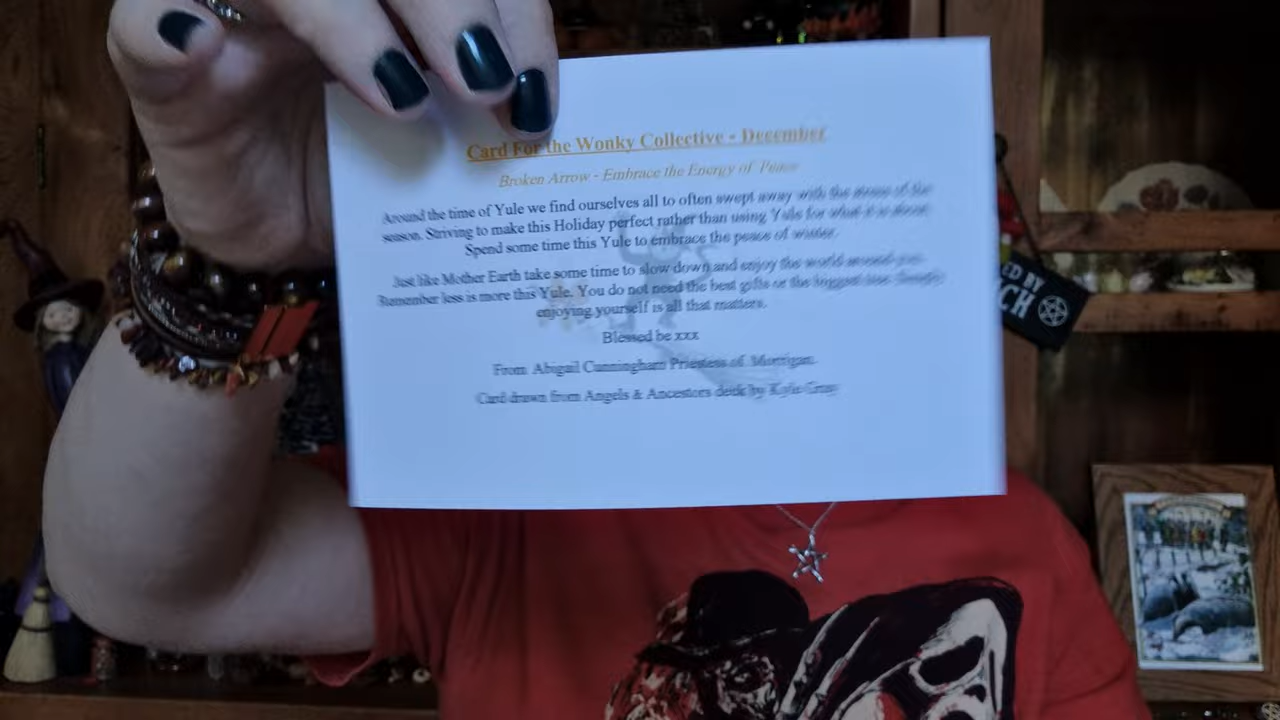 Card For the Wonky Collective - December
Broken Arrow - Embrace the Energy of Peace
Around the time of Yule we find ourselves all to often swept away with the stress of the
season. Striving to make this Holiday perfect rather than using Yule for what it is about.
Spend some time this Yule to embrace the peace of winter.
Just like Mother Earth take some time to slow down and enjoy the world around you.
Remember less is more this Yule. You do not need the best gifts or the biggest tree. Simply
enjoying yourself is all that matters.
Blessed be xxx
From Abigail Cunningham Priestess of Morrigan.
Card drawn from Angels & Ancestors deck by Kyle Gray
ED BY
CH